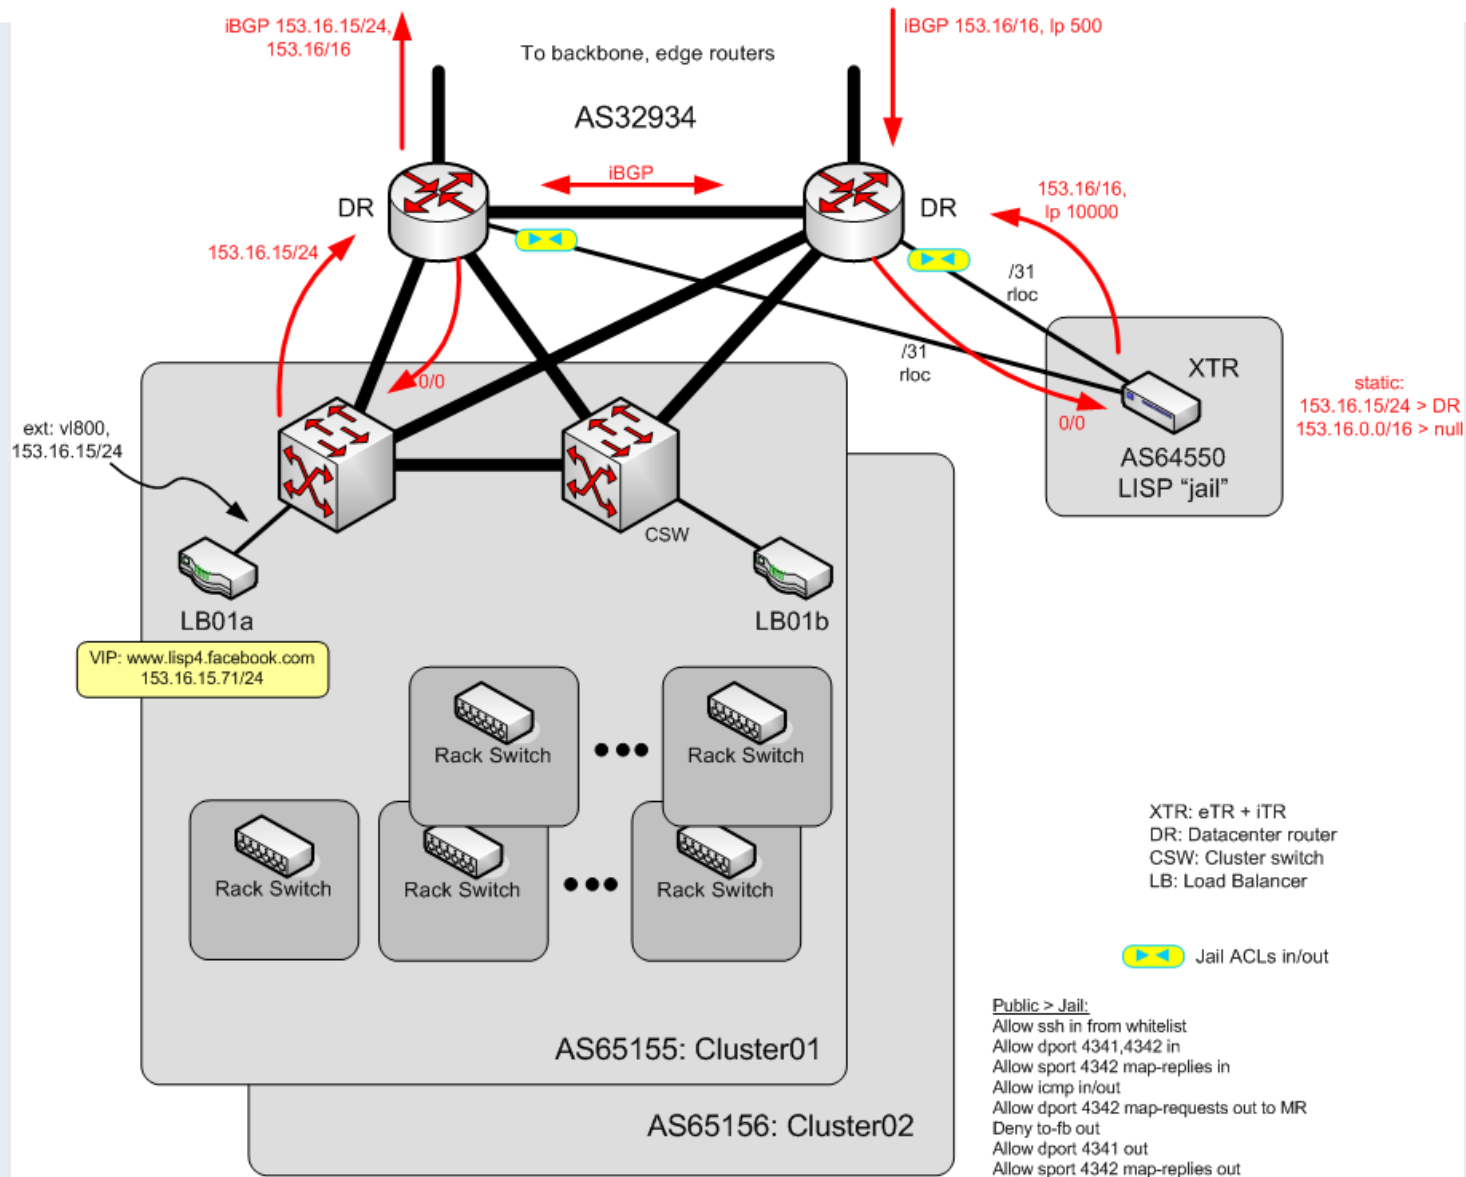 iBGP 153.16.15/24,
153.16/16
To backbone, edge routers
iBGP 153.16/16, lp 500
AS32934
iBGP
DR
DR
153.16/16,
lp 10000
153.16.15/24
/31
rloc
/31
rloc
0/0
XTR
0/0
static:
153.16.15/24 > DR
153.16.0.0/16 > null
AS64550
LISP “jail”
ext: vl800,
153.16.15/24
CSW
LB01a
LB01b
VIP: www.lisp4.facebook.com
153.16.15.71/24
Rack Switch
Rack Switch
Rack Switch
Rack Switch
Rack Switch
XTR: eTR + iTR
DR: Datacenter router
CSW: Cluster switch
LB: Load Balancer
Jail ACLs in/out
AS65155: Cluster01
AS65156: Cluster02
Public > Jail:
Allow ssh in from whitelist
Allow dport 4341,4342 in
Allow sport 4342 map-replies in
Allow icmp in/out
Allow dport 4342 map-requests out to MR
Deny to-fb out
Allow dport 4341 out
Allow sport 4342 map-replies out